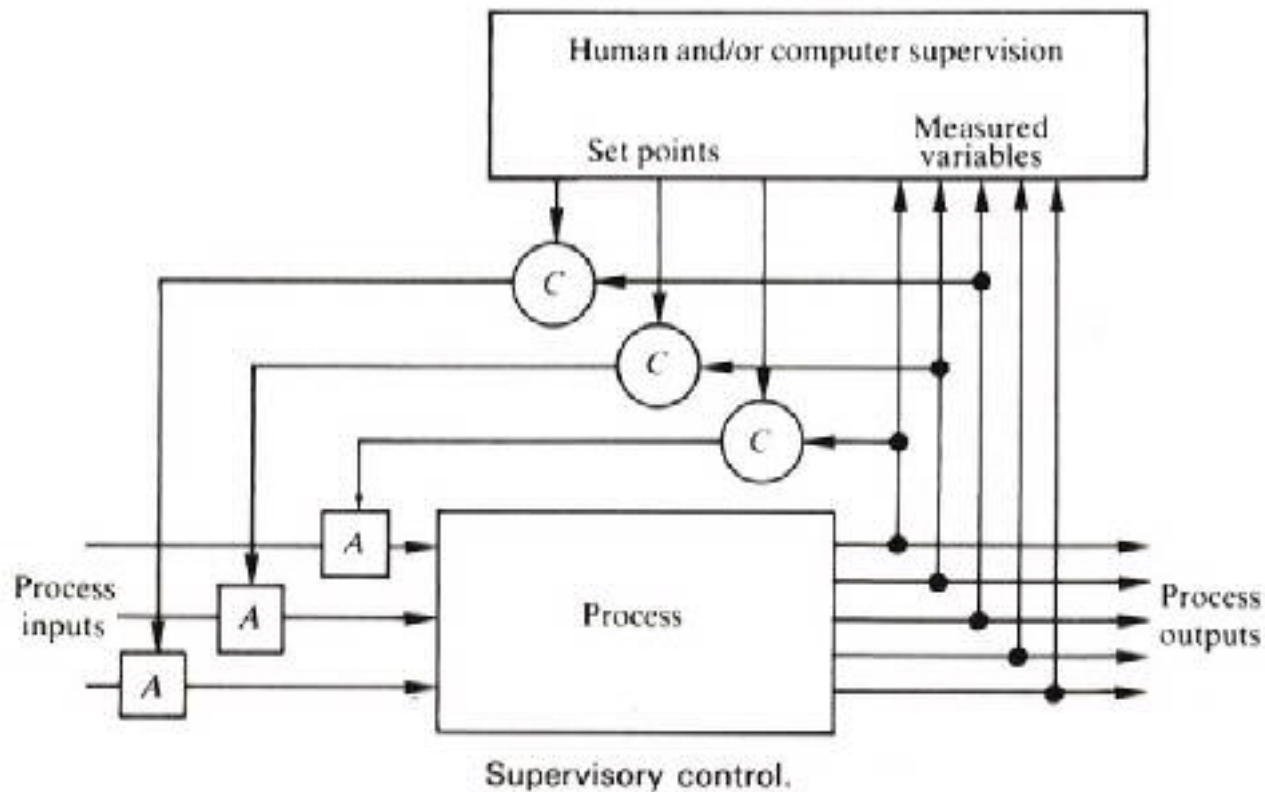 Human and/or computer supervision
Set points
Measured
variables
C
C
C
A
A
A
Process
inputs
Process
Process
outputs
Supervisory control.